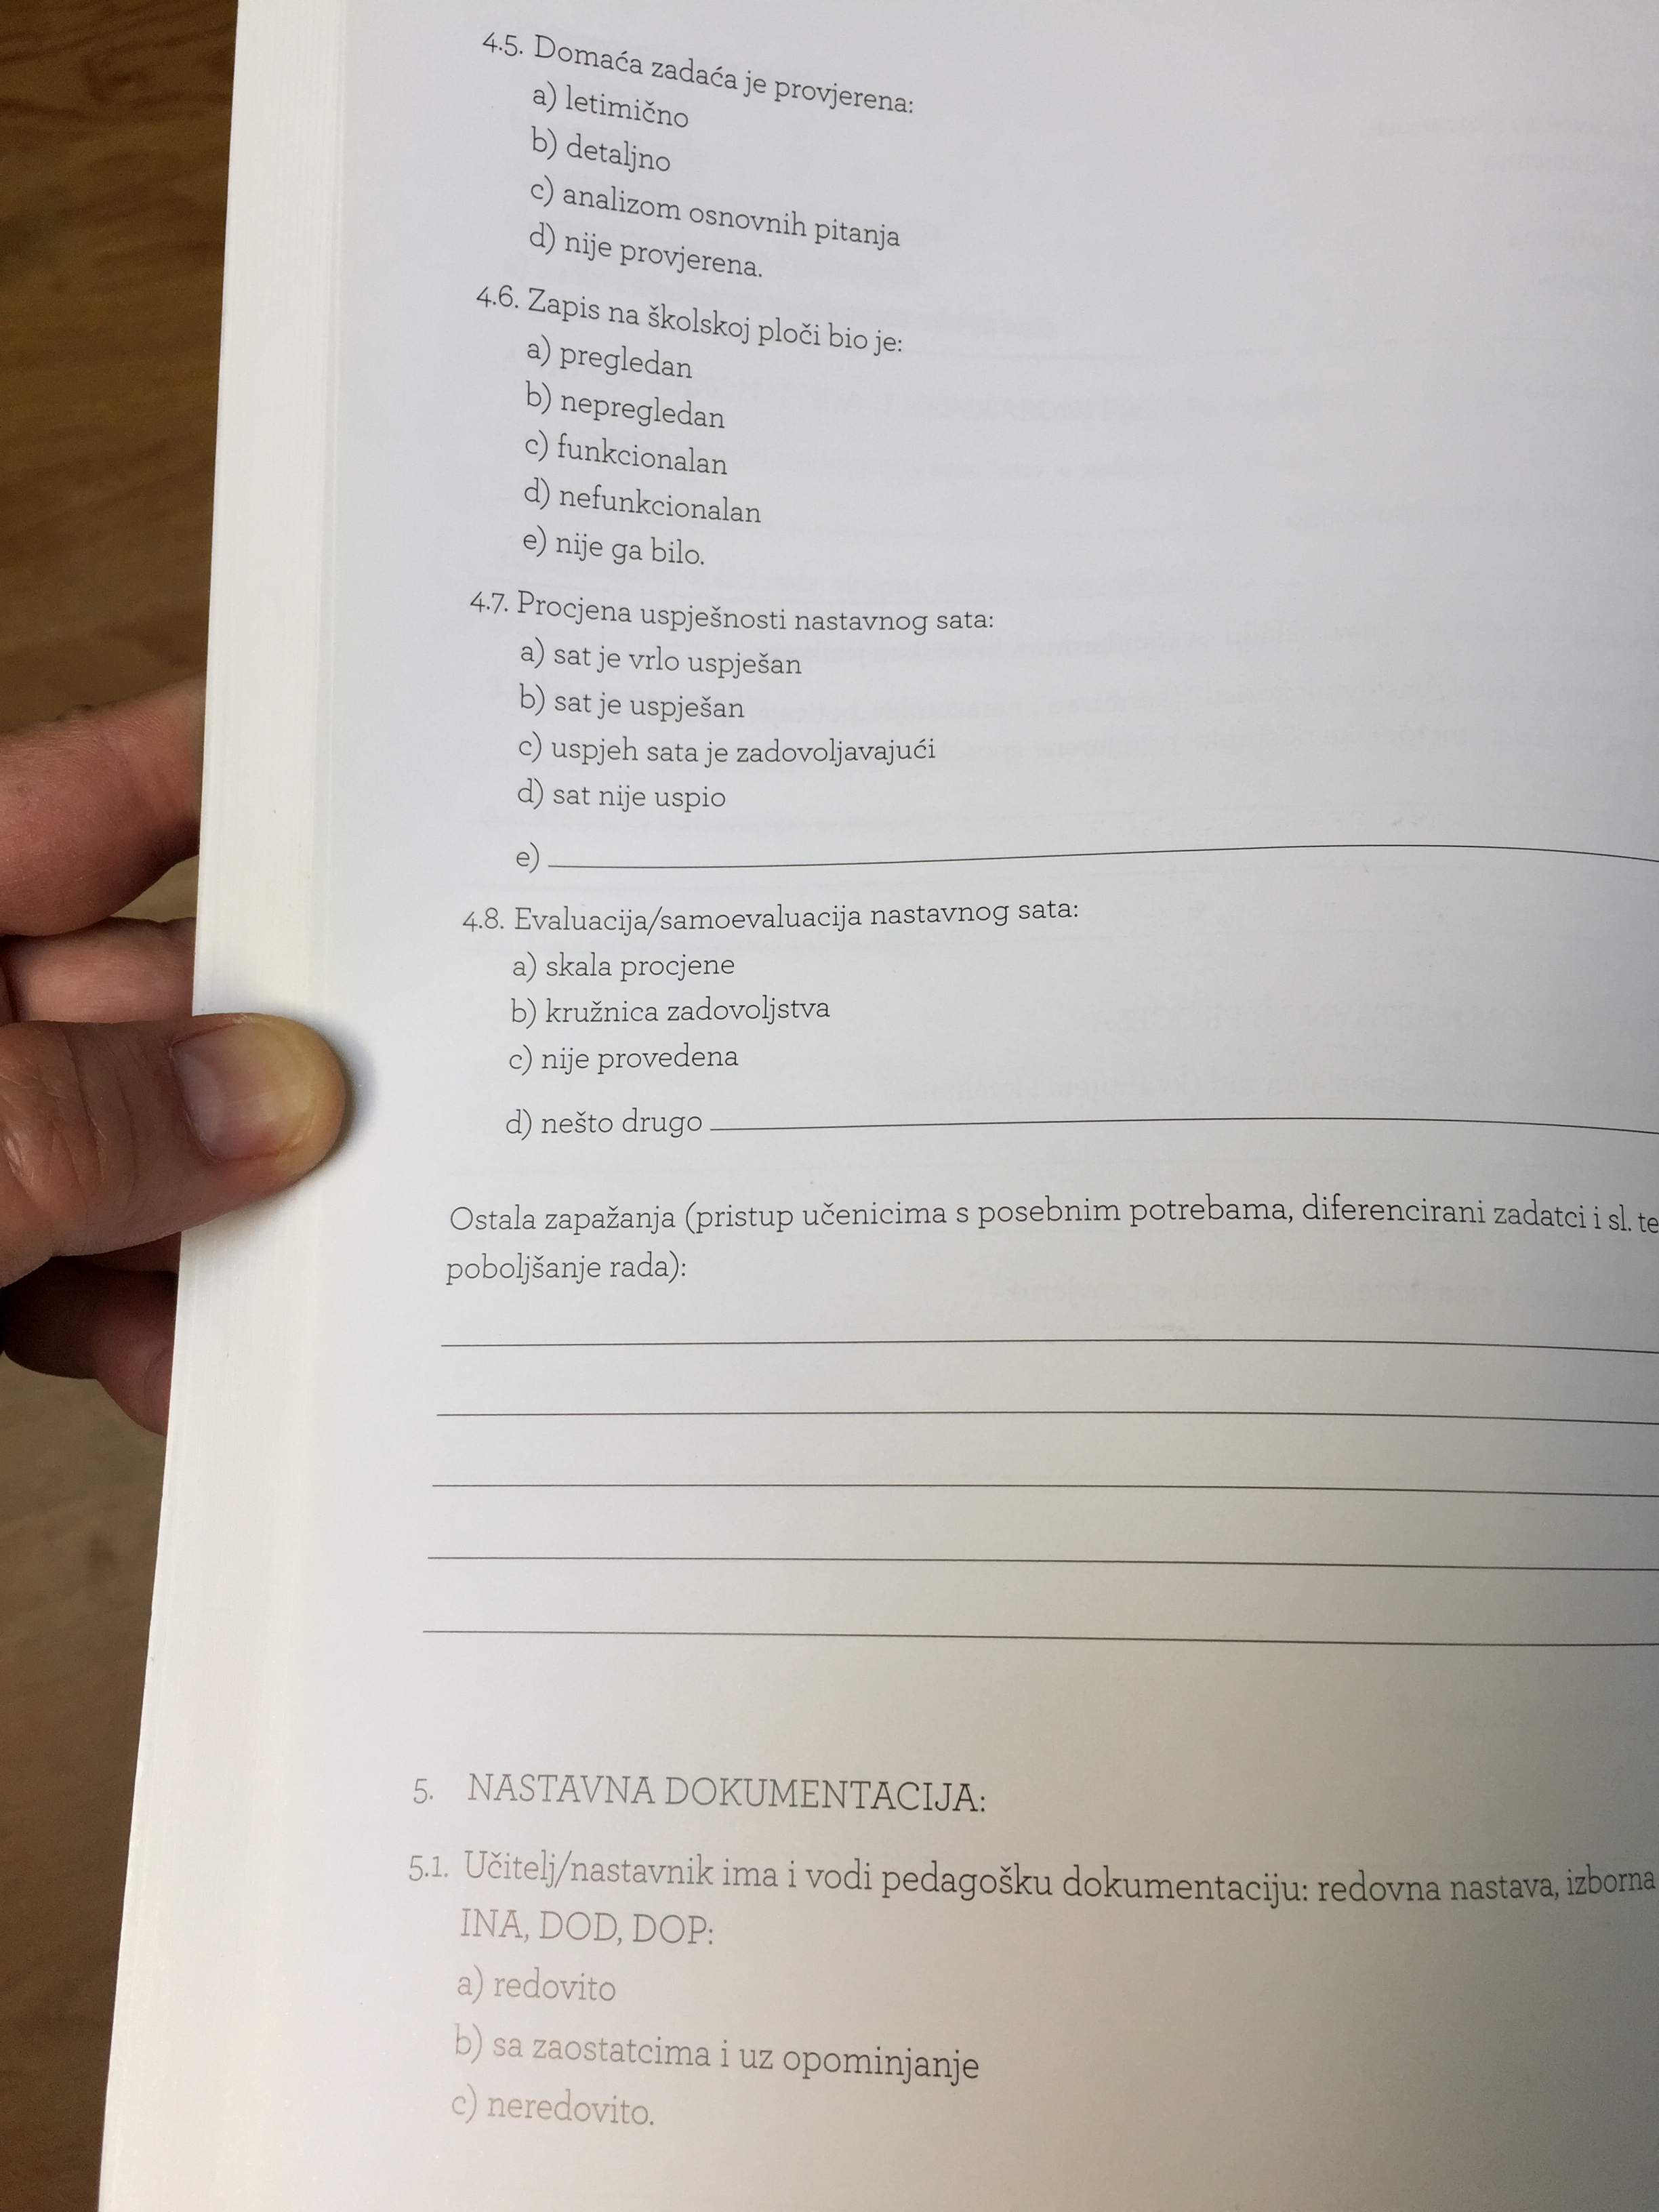 4.5. Domaća zadaća je provjerena:
a) letimično
b) detaljno
c) analizom osnovnih pitanja
d) nije provjerena.
4.6. Zapis na školskoj ploči bio je:
a) pregledan
b) nepregledan
c) funkcionalan
d) nefunkcionalan
e) nije ga bilo.
4.7. Procjena uspješnosti nastavnog sata:
a) sat je vrlo uspješan
b) sat je uspješan
c) uspjeh sata je zadovoljavajući
d) sat nije uspio
e)
4.8. Evaluacija/samoevaluacija nastavnog sata:
a) skala procjene
b) kružnica zadovoljstva
c) nije provedena
d) nešto drugo
Ostala zapažanja (pristup učenicima s posebnim potrebama, diferencirani zadatci i sl. te
poboljšanje rada):
5. NASTAVNA DOKUMENTACIJA:
5.1. Učitelj/nastavnik ima i vodi pedagošku dokumentaciju: redovna nastava, izborna
INA, DOD, DOP:
a) redovito
b) sa zaostatcima i uz opominjanje
c) neredovito.